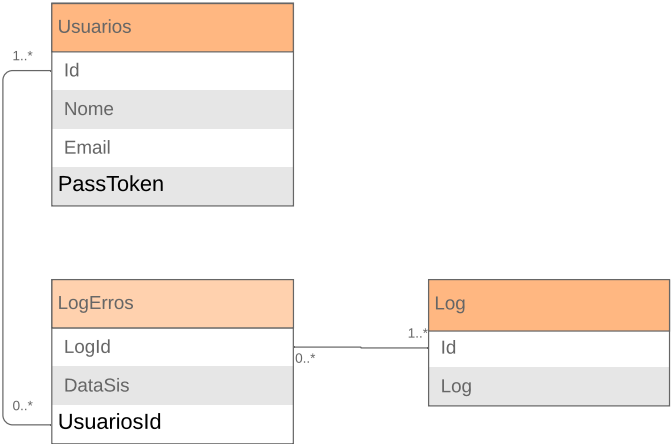 Usuarios
1..*
Id
Nome
Email
PassToken
LogErros
Log
LogId
0..*
1..*
Id
DataSis
Log
0..*
UsuariosId